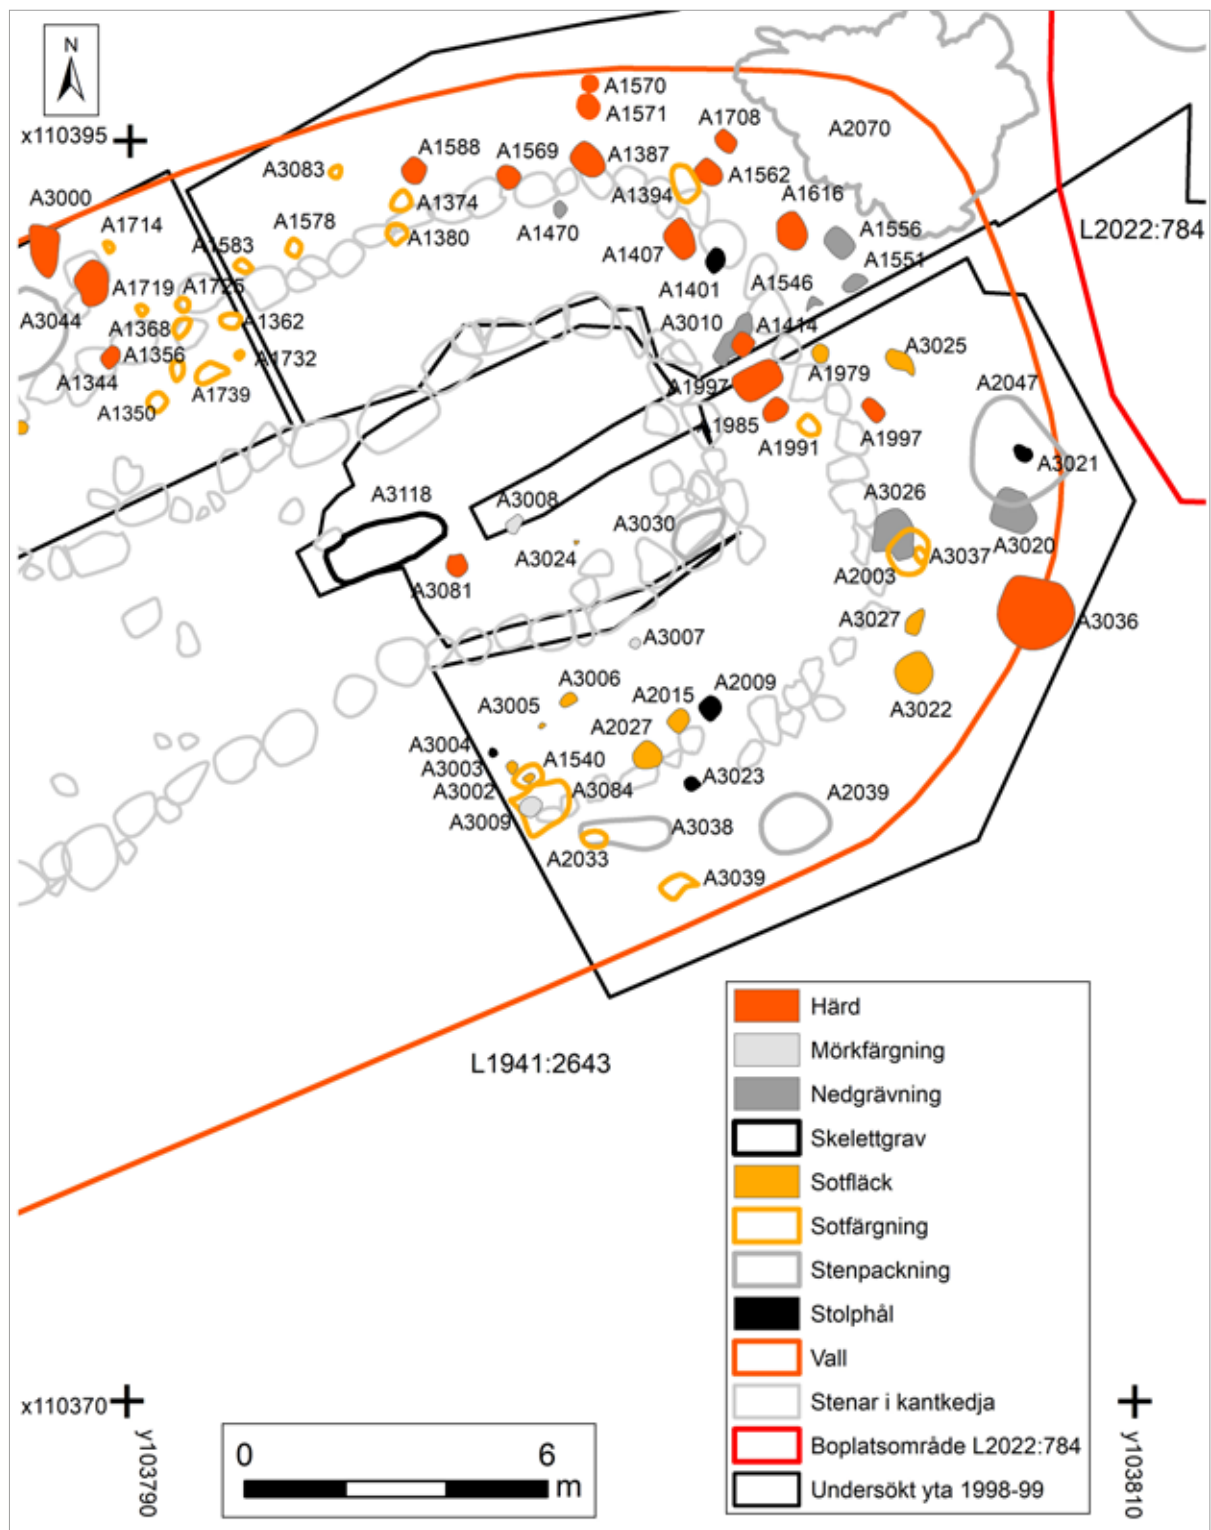 N
A1570
x110395
A1571
A1708
A2070
A1588
A1569
A1387
A3083
A1562
A3000
A1374
A1394
A1616
A1714
A1578
A1380
A1470
A1556
L2022:784
A1583
A1407
A1551
A1719
A1725
A1401
A1546
A3044
A1368
A1362
A3010
A1414
A1356
A1732
A1979
A3025
A1344
A1739
A1997
A2047
A1350
1985
A1991
A1997
A3021
A3118
A3008
A3030
A3026
A3024
A3037
A3020
A2003
A3081
A3027
A3036
A3007
A3006
A2015
A2009
A3022
A3005
A2027
A3004
A1540
A3003
A3023
A3002
A3084
A2039
A3009
A3038
A2033
A3039
L1941:2643
Härd
Mörkfärgning
Nedgrävning
Skelettgrav
Sotfläck
Sotfärgning
Stenpackning
Stolphål
Vall
Stenar i kantkedja
Boplatsområde L2022:784
Undersökt yta 1998-99
x110370
y103790
0 6
m
y103810